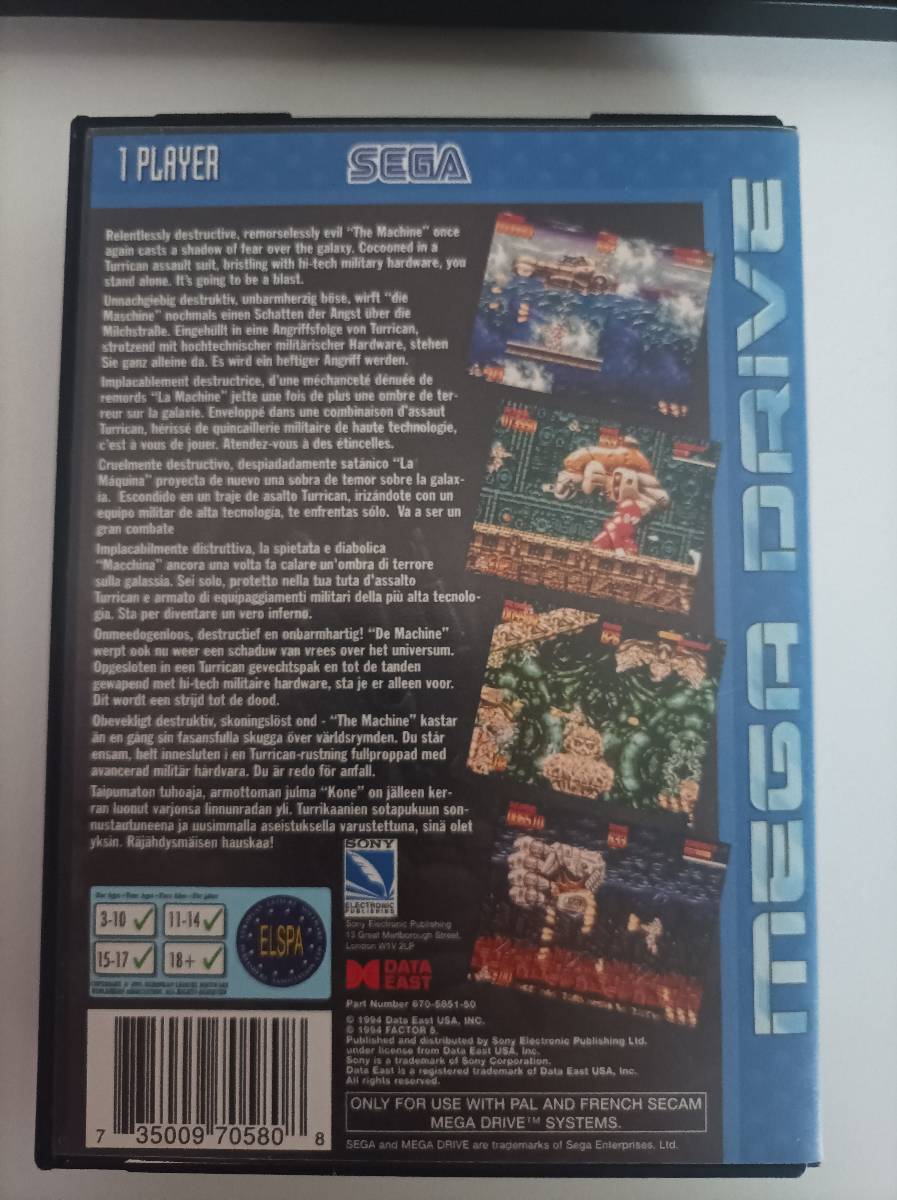 1 PLAYER
SEGA
MEGA DRIVE
Relentlessly destructive, remorselessly evil "The Machine" once
again casts a shadow of fear over the galaxy. Cocooned in a
Turrican assault suit, bristling with hi-tech military hardware, you
stand alone. It's going to be a blast.
Unnachgiebig destruktiv, unbarmherzig böse, wirft "die
Maschine" nochmals einen Schatten der Angst über die
Milchstraße. Eingehüllt in eine Angriffsfolge von Turrican,
strotzend mit hochtechnischer militärischer Hardware, stehen
Sie ganz alleine da. Es wird ein heftiger Angriff werden.
Implacablement destructrice, d'une méchanceté dénuée de
remords "La Machine" jette une fois de plus une ombre de ter-
reur sur la galaxie. Enveloppé dans une combinaison d'assaut
Turrican, hérissé de quincaillerie militaire de haute technologie,
c'est à vous de jouer. Atendez-vous à des étincelles.
Cruelmente destructivo, despiadadamente satánico "La
Máquina" proyecta de nuevo una sobra de temor sobre la galax-
ia. Escondido en un traje de asalto Turrican, irizándote con un
equipo militar de alta tecnología, te enfrentas sólo. Va a ser un
gran combate
Implacabilmente distruttiva, la spietata e diabolica
"Macchina" ancora una volta fa calare un'ombra di terrore
sulla galassia. Sei solo, protetto nella tua tuta d'assalto
Turrican e armato di equipaggiamenti militari della più alta tecnolo-
gia. Sta per diventare un vero inferno.
Onmeedogenloos, destructief en onbarmhartig! "De Machine"
werpt ook nu weer een schaduw van vrees over het universum.
Opgesloten in een Turrican gevechtspak en tot de tanden
gewapend met hi-tech militaire hardware, sta je er alleen voor.
Dit wordt een strijd tot de dood.
Obevekligt destruktiv, skoningslöst ond - "The Machine" kastar
än en gång sin fasansfulla skugga över världsrymden. Du står
ensam, helt innesluten i en Turrican-rustning fullproppad med
avancerad militär hårdvara. Du är redo för anfall.
Taipumaton tuhoaja, armottoman julma "Kone" on jälleen ker-
ran luonut varjonsa linnunradan yli. Turrikaanien sotapukuun son-
nustautuneena ja uusimmalla aseistuksella varustettuna, sinä olet
yksin. Räjähdysmäisen hauskaa!
3-10
11-14
15-17
18+
ELSPA
SONY
ELECTRONIC
PUBLISHING
Sony Electronic Publishing
13 Great Marlborough Street,
London W1V 2LP
DATA
EAST
Part Number 670-5851-50
© 1994 Data East USA, INC.
© 1994 FACTOR 5.
Published and distributed by Sony Electronic Publishing Ltd.
under license from Data East USA, Inc.
Sony is a trademark of Sony Corporation.
Data East is a registered trademark of Data East USA, Inc.
All rights reserved.
ONLY FOR USE WITH PAL AND FRENCH SECAM
MEGA DRIVE™ SYSTEMS.
SEGA and MEGA DRIVE are trademarks of Sega Enterprises, Ltd.
7 35009 70580 8